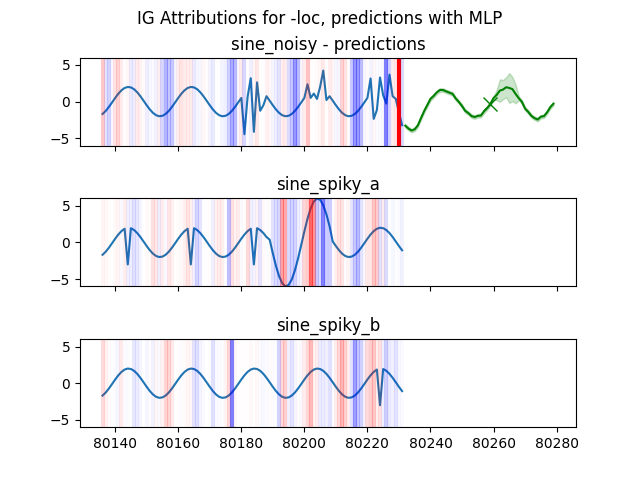 IG Attributions for -loc, predictions with MLP
sine_noisy - predictions
5
0
−5
sine_spiky_a
5
0
−5
sine_spiky_b
5
0
−5
80140 80160 80180 80200 80220 80240 80260 80280